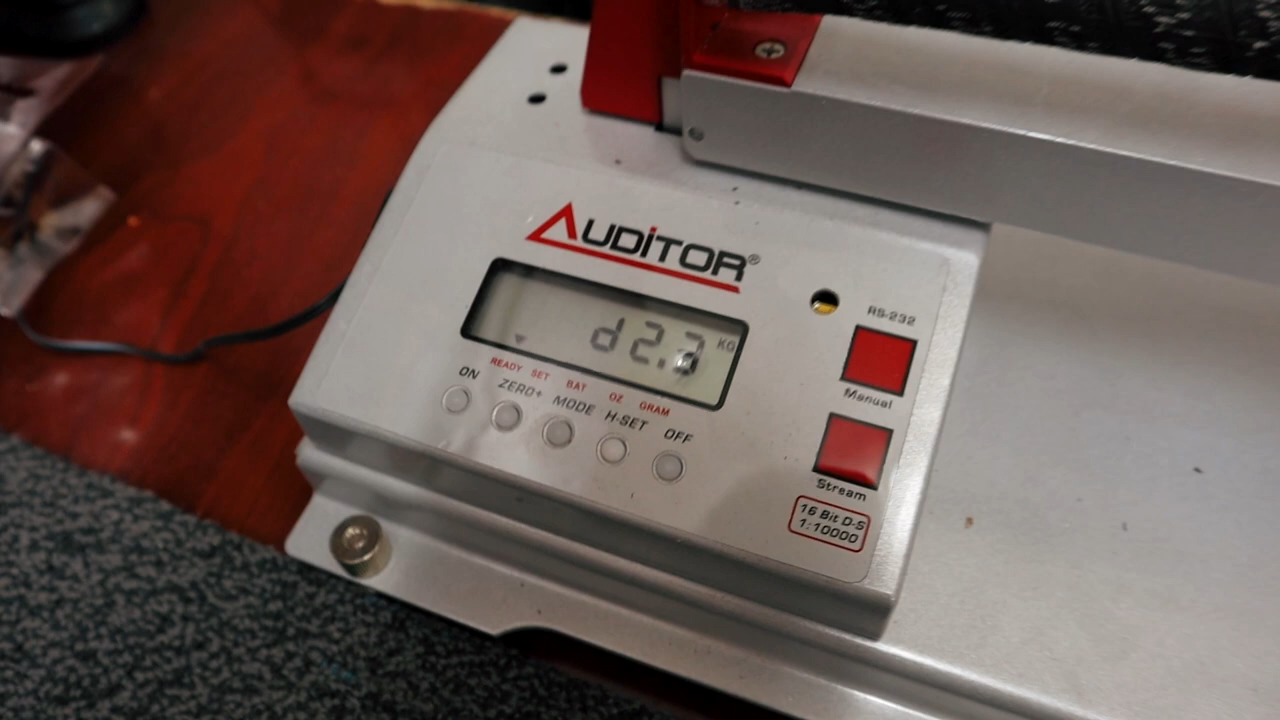 AUDiTOR®
d2.3 KG
READY SET BAT OZ GRAM
ON ZERO+ MODE H-SET OFF
RS-232
Manual
Stream
16 Bit D-S
1:10000